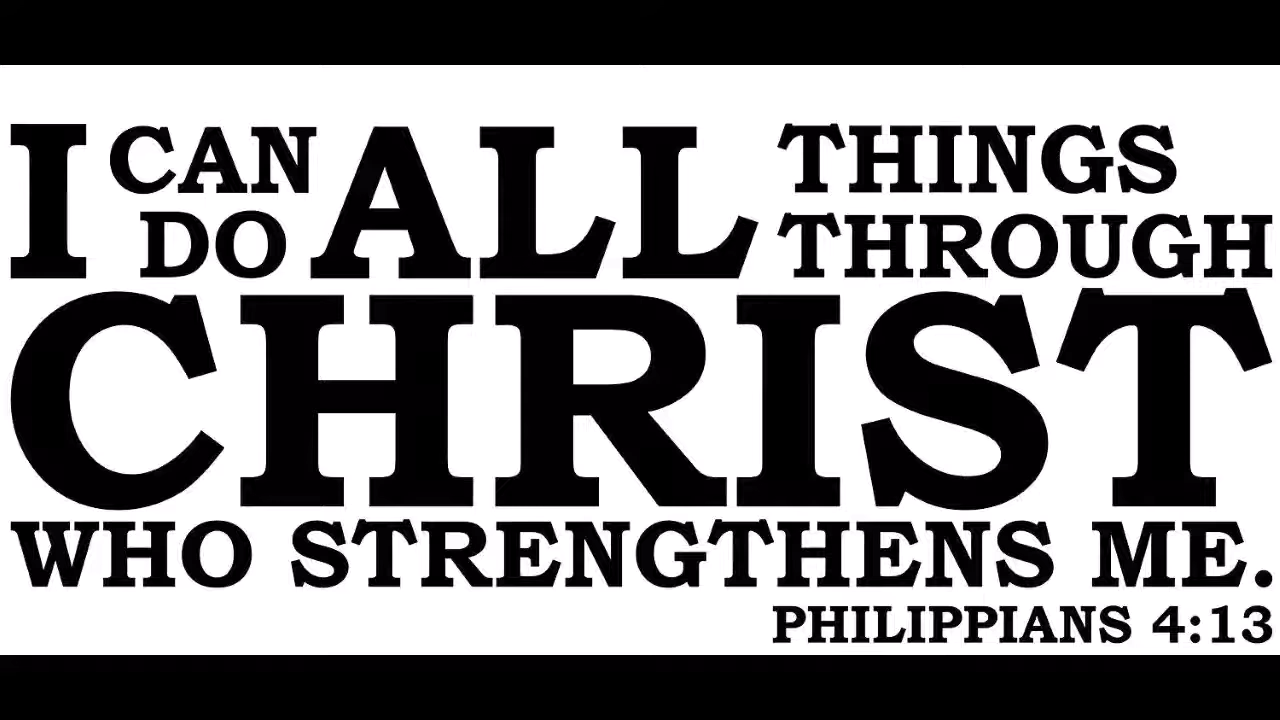 I CAN DO ALL THINGS THROUGH
CHRIST
WHO STRENGTHENS ME.
PHILIPPIANS 4:13